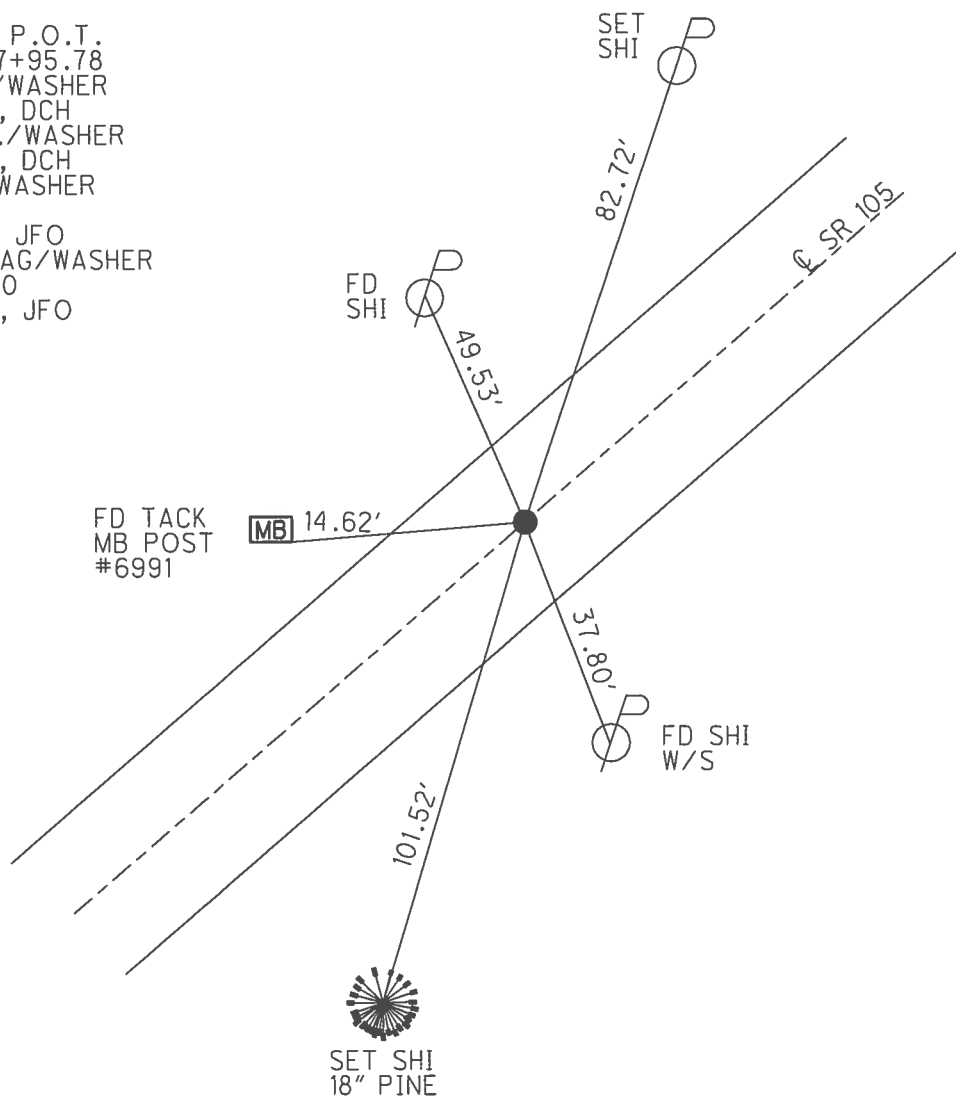 P.O.T.
7+95.78
/WASHER
, DCH
./WASHER
, DCH
WASHER
JFO
AG/WASHER
O
, JFO
SET
SHI
82.72'
℄ SR 105
FD
SHI
49.53'
FD TACK
MB POST
#6991
MB
14.62'
37.80'
FD SHI
W/S
101.52'
SET SHI
18" PINE